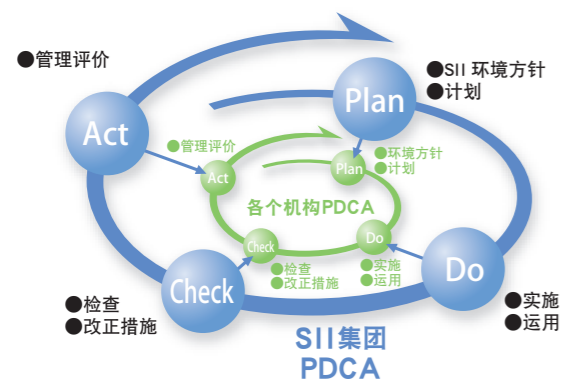 ●管理评价
Act
Plan
●SII 环境方针
●计划
●管理评价
Act
Plan
●环境方针
●计划
各个机构PDCA
Check
Do
●检查
●改正措施
●实施
●运用
Check
Do
●检查
●改正措施
●实施
●运用
SII集团
PDCA